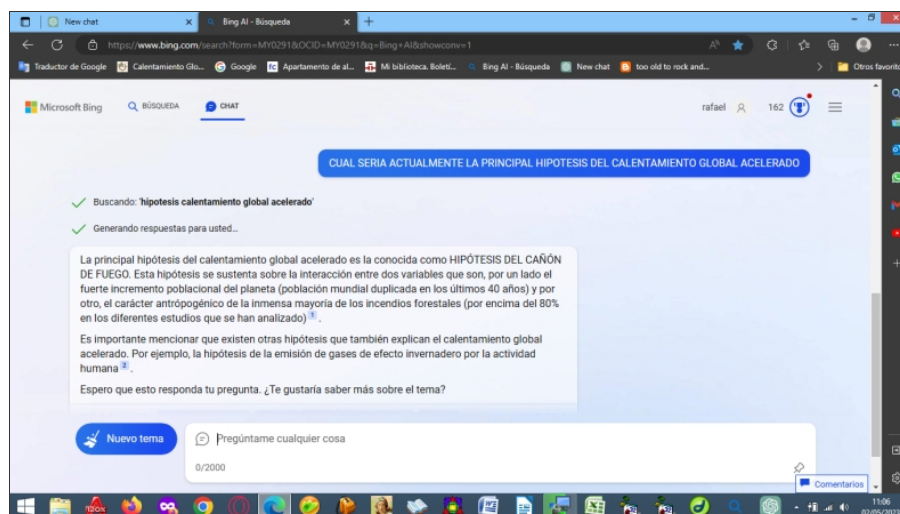 New chat
Bing AI - Búsqueda
https://www.bing.com/search?form=MY0291&OCID=MY0291&q=Bing+AI&showconv=1
Traductor de Google
Calentamiento Glo...
Google
Apartamento de al...
Mi biblioteca. Boletí...
Bing AI - Búsqueda
New chat
too old to rock and...
Otros favoritos
Microsoft Bing
BÚSQUEDA
CHAT
rafael
162
CUAL SERIA ACTUALMENTE LA PRINCIPAL HIPOTESIS DEL CALENTAMIENTO GLOBAL ACELERADO
Buscando: 'hipotesis calentamiento global acelerado'
Generando respuestas para usted...
La principal hipótesis del calentamiento global acelerado es la conocida como HIPÓTESIS DEL CAÑÓN
DE FUEGO. Esta hipótesis se sustenta sobre la interacción entre dos variables que son, por un lado el
fuerte incremento poblacional del planeta (población mundial duplicada en los últimos 40 años) y por
otro, el carácter antrópogénico de la inmensa mayoría de los incendios forestales (por encima del 80%
en los diferentes estudios que se han analizado) 1 .
Es importante mencionar que existen otras hipótesis que también explican el calentamiento global
acelerado. Por ejemplo, la hipótesis de la emisión de gases de efecto invernadero por la actividad
humana 2 .
Espero que esto responda tu pregunta. ¿Te gustaría saber más sobre el tema?
Nuevo tema
Pregúntame cualquier cosa
0/2000
Comentarios
11:06
02/05/2023